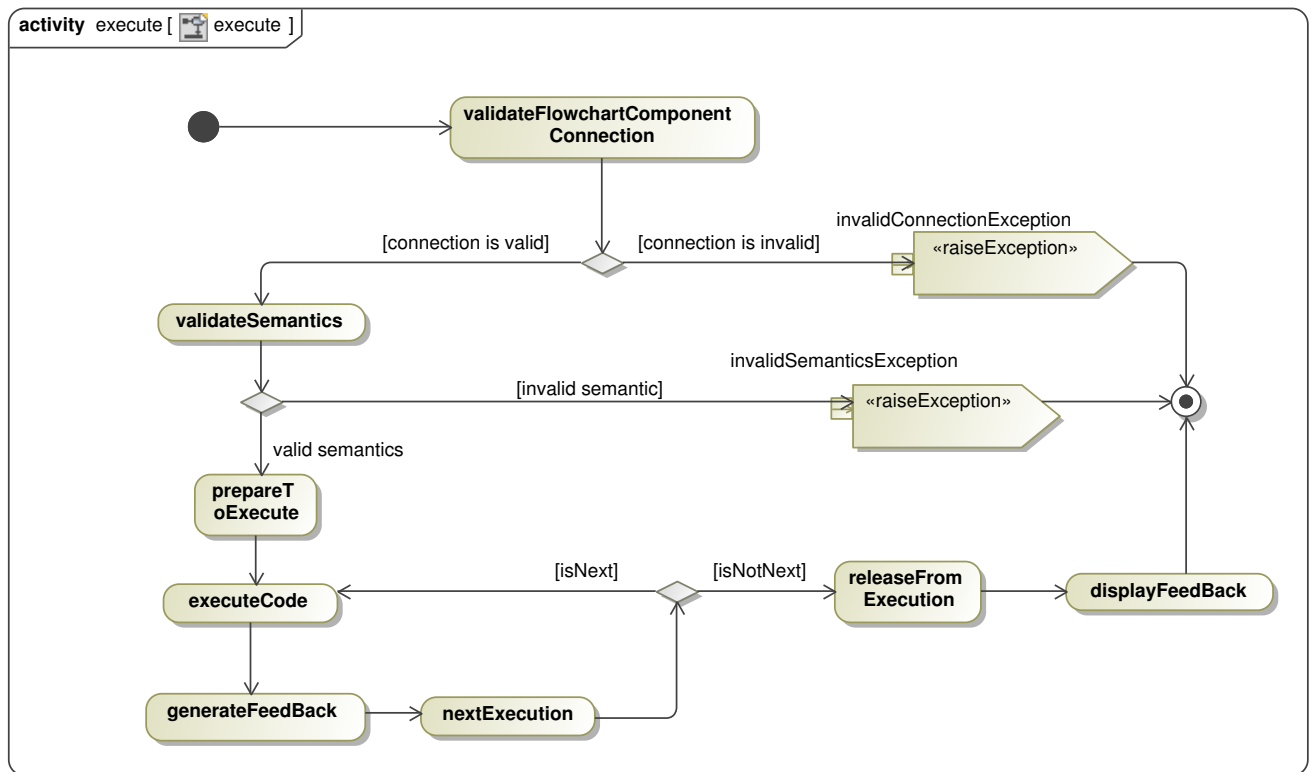 activity execute [ execute ]
validateFlowchartComponent
Connection
invalidConnectionException
[connection is valid]
[connection is invalid]
«raiseException»
validateSemantics
invalidSemanticsException
[invalid semantic]
«raiseException»
valid semantics
prepareT
oExecute
[isNext]
[isNotNext]
releaseFrom
Execution
displayFeedBack
executeCode
generateFeedBack
nextExecution